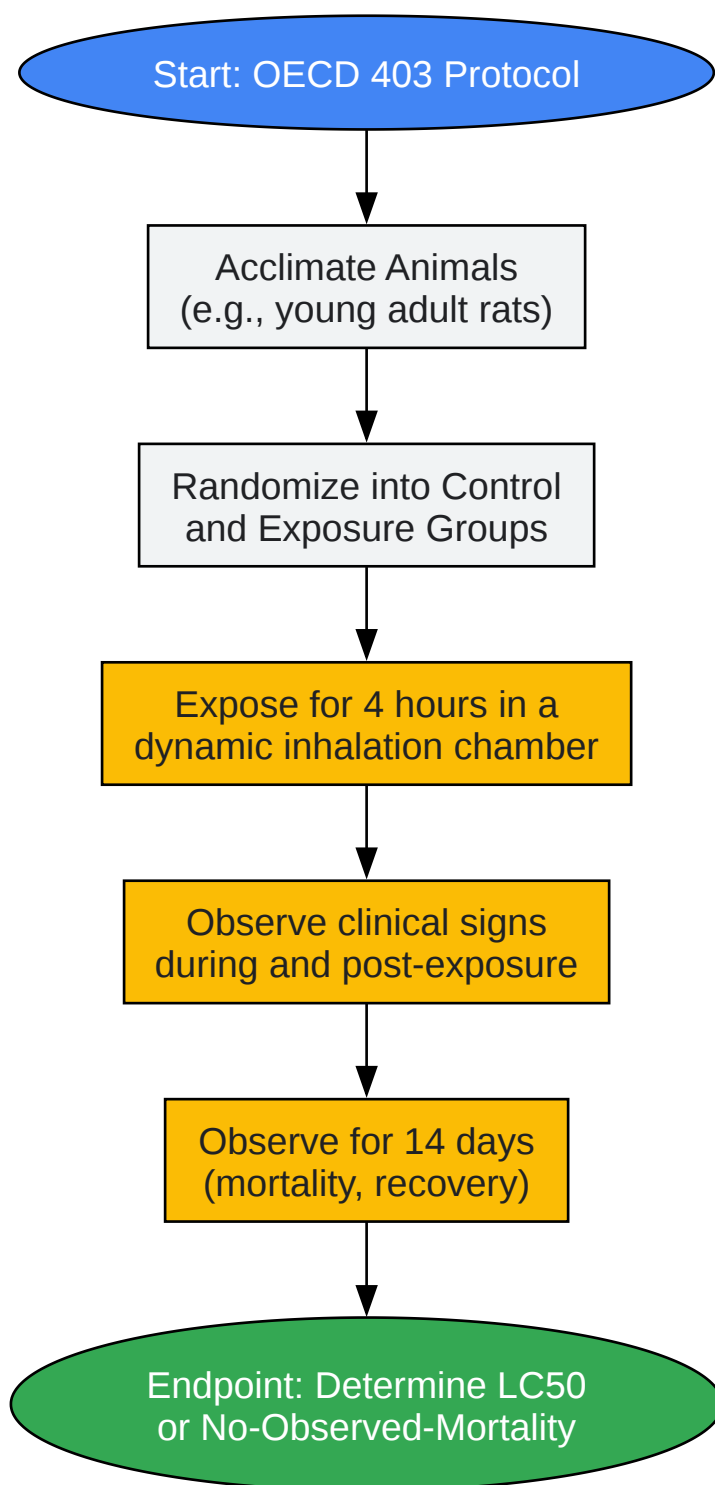 Start: OECD 403 Protocol
Acclimate Animals
(e.g., young adult rats)
Randomize into Control
and Exposure Groups
Expose for 4 hours in a
dynamic inhalation chamber
Observe clinical signs
during and post-exposure
Observe for 14 days
(mortality, recovery)
Endpoint: Determine LC50
or No-Observed-Mortality